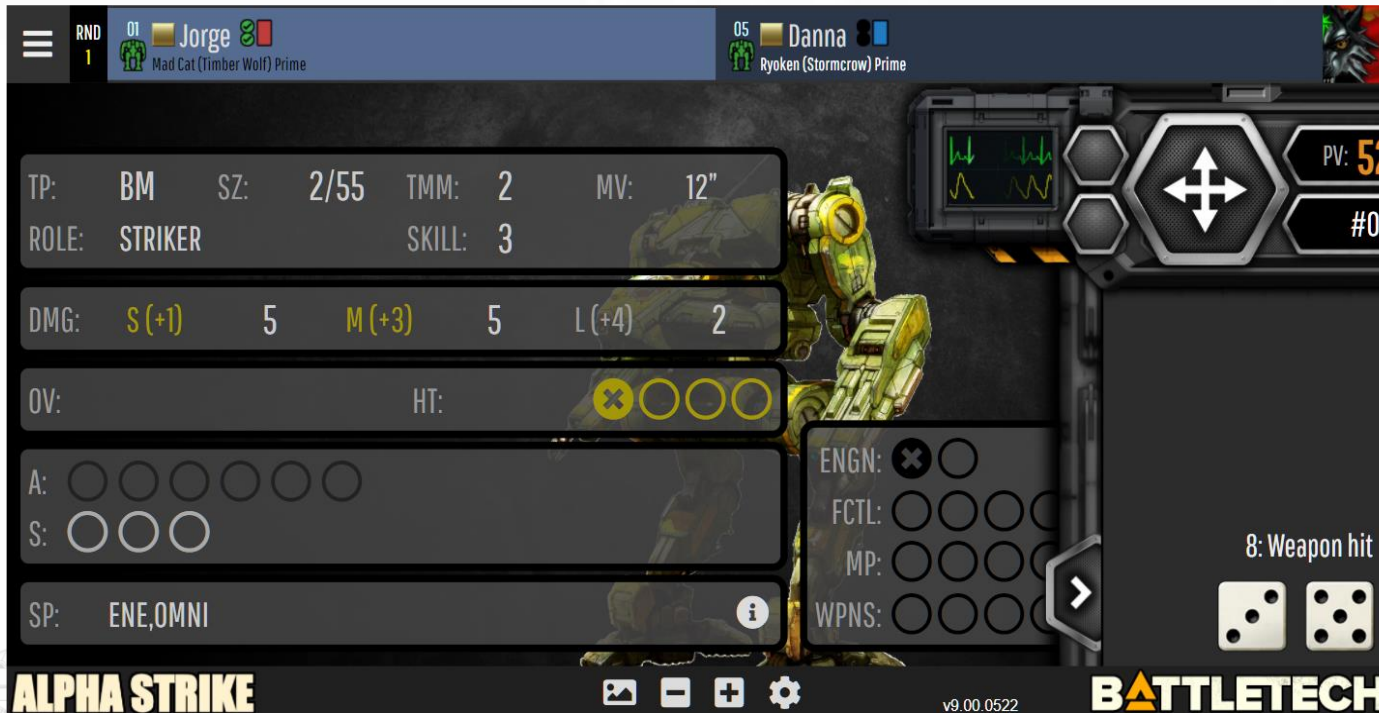 RND 01 Jorge 05 Danna
1 Mad Cat (Timber Wolf) Prime Ryoken (Stormcrow) Prime
PV: 52
#0
TP: BM SZ: 2/55 TMM: 2 MV: 12"
ROLE: STRIKER SKILL: 3
DMG: S (+1) 5 M (+3) 5 L (+4) 2
OV: HT:
A:
S:
SP: ENE,OMNI
ENGN:
FCTL:
MP:
WPNS:
8: Weapon hit
ALPHA STRIKE
v9.00.0522
BATTLETECH